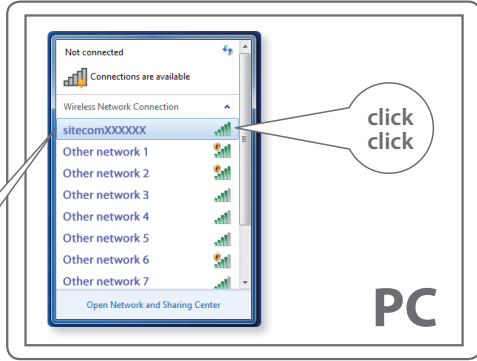 Not connected
Connections are available
Wireless Network Connection
sitecomXXXXXX
Other network 1
Other network 2
Other network 3
Other network 4
Other network 5
Other network 6
Other network 7
Open Network and Sharing Center
click
click
PC